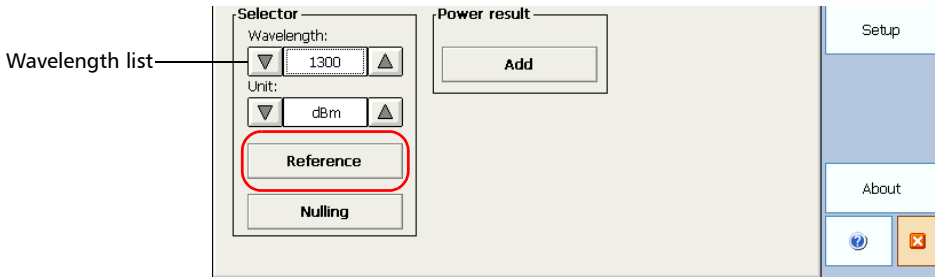 Selector
Wavelength:
Wavelength list
1300
Unit:
dBm
Reference
Nulling
Power result
Add
Setup
About
?